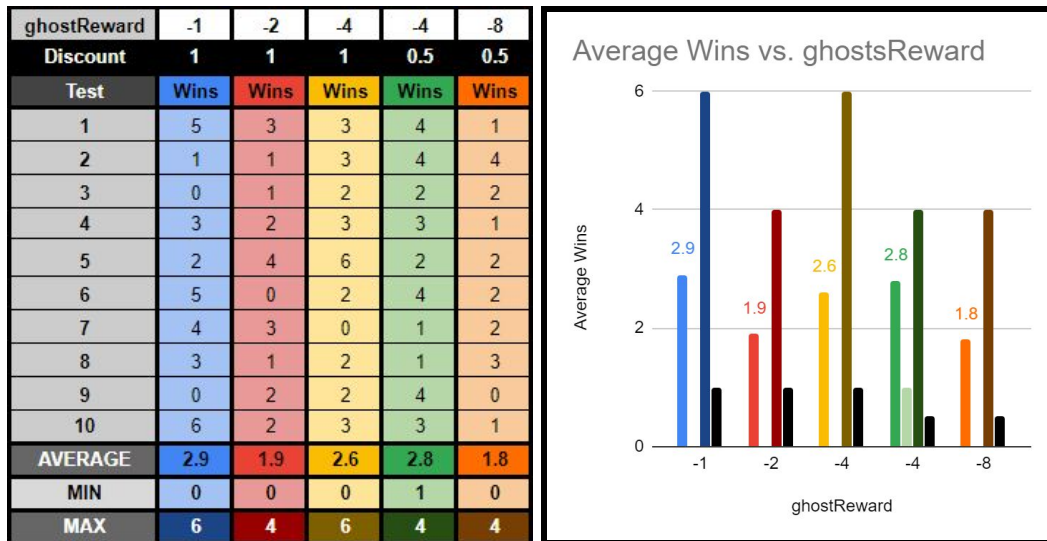 ghostReward -1 -2 -4 -4 -8
Discount 1 1 1 0.5 0.5
Test Wins Wins Wins Wins Wins
1 5 3 3 4 1
2 1 1 3 4 4
3 0 1 2 2 2
4 3 2 3 3 1
5 2 4 6 2 2
6 5 0 2 4 2
7 4 3 0 1 2
8 3 1 2 1 3
9 0 2 2 4 0
10 6 2 3 3 1
AVERAGE 2.9 1.9 2.6 2.8 1.8
MIN 0 0 0 1 0
MAX 6 4 6 4 4
Average Wins vs. ghostsReward
Average Wins
6
4
2
0
2.9
1.9
2.6
2.8
1.8
-1 -2 -4 -4 -8
ghostReward